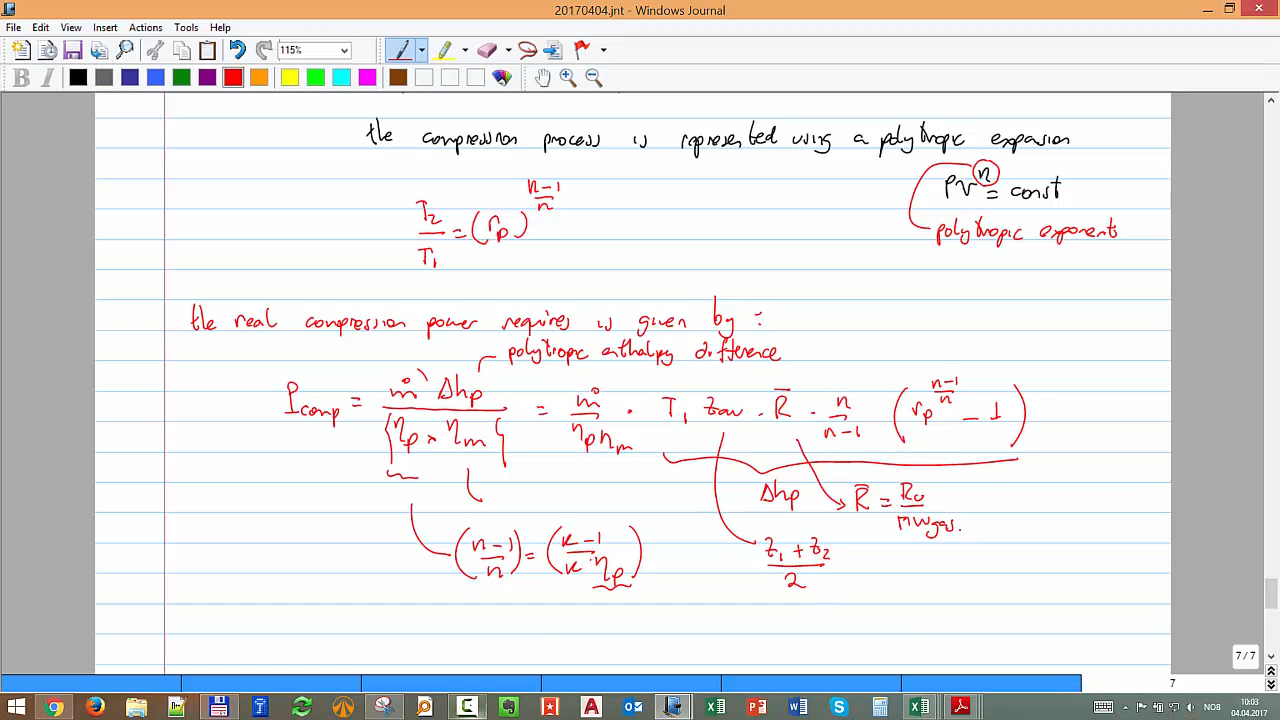 20170404.jnt - Windows Journal
File Edit View Insert Actions Tools Help
115%
the compression process is represented using a polytropic expasion
Pv^n = const
T2/T1 = (rp)^(n-1/n)
polytropic exponent
the real compression power requires is given by :
polytropic enthalpy difference
Pcomp = ṁ Δhp / {ηp × ηm} = ṁ/ηp ηm · T1 Zav · R̅ · n/n-1 (rp^(n-1/n) - 1)
Δhp
R̅ = Ru/MWgas.
(n-1/n) = (k-1/k·ηp)
Z1 + Z2/2
7/7
7
NOB
10:03
04.04.2017